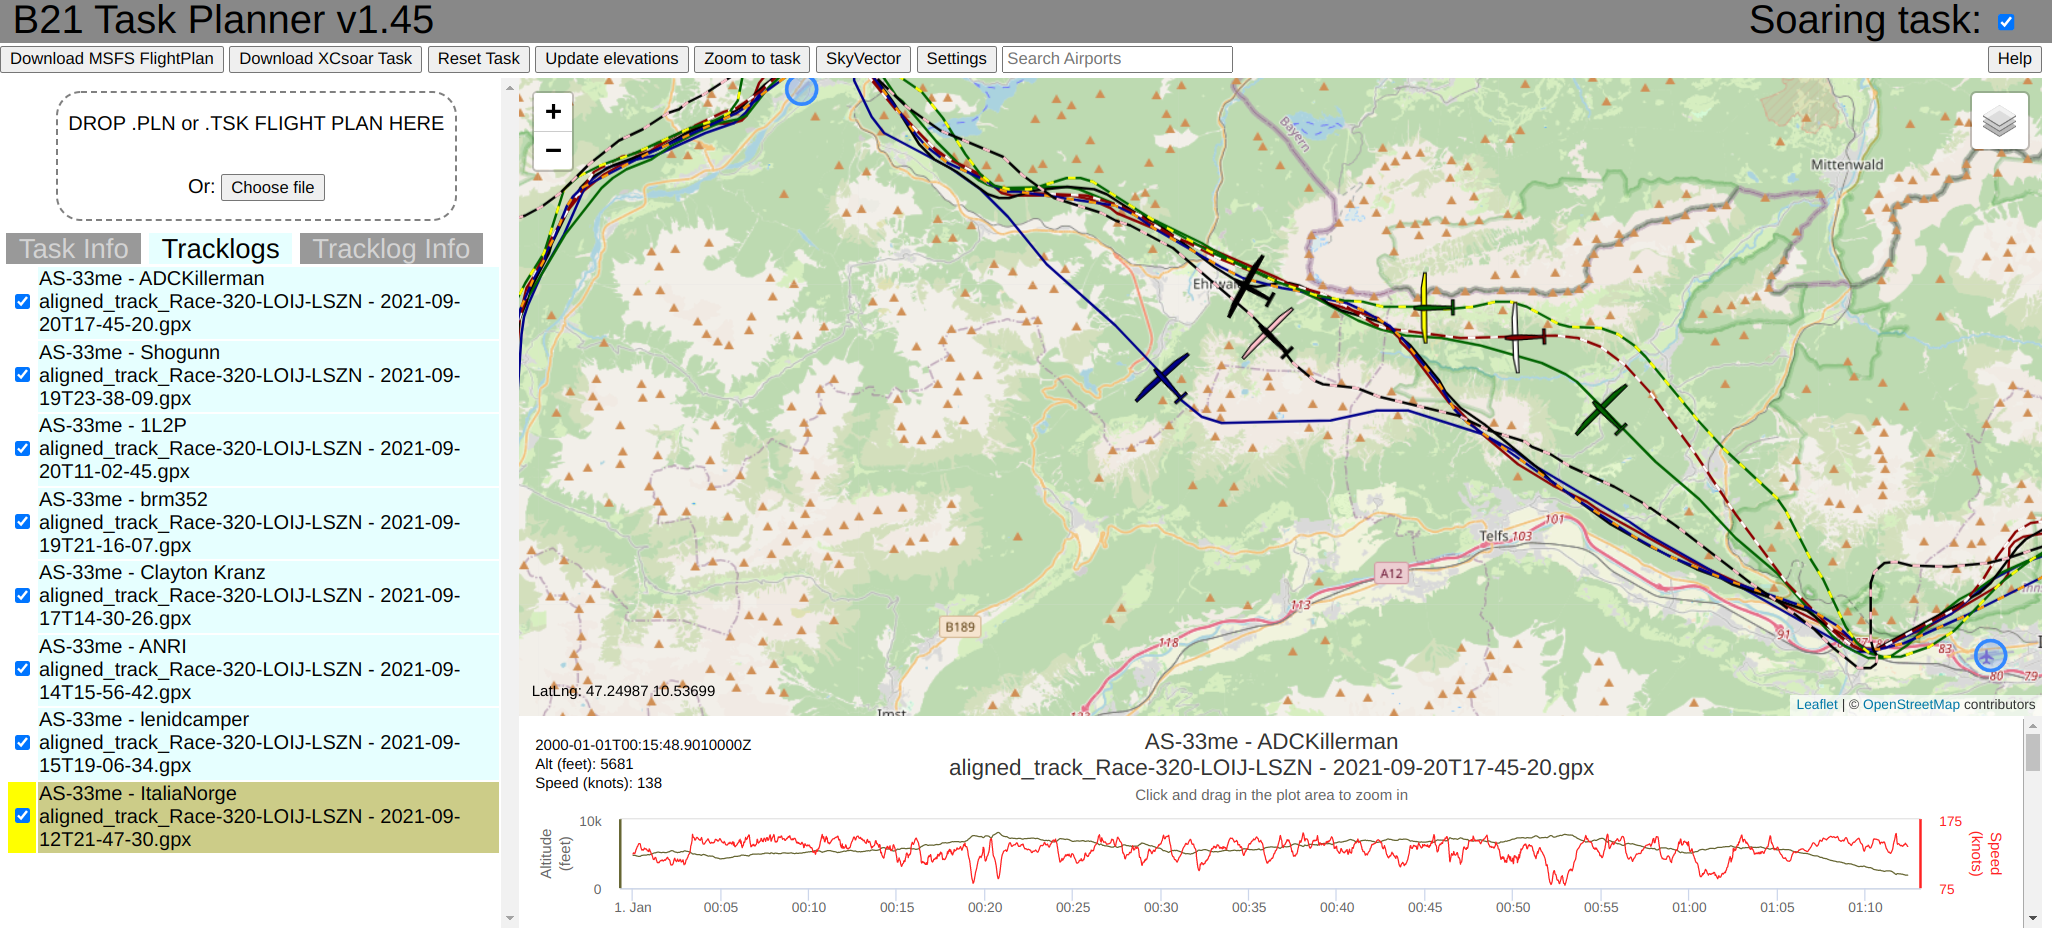 B21 Task Planner v1.45
Soaring task:
Download MSFS FlightPlan Download XCsoar Task Reset Task Update elevations Zoom to task SkyVector Settings Search Airports Help
DROP .PLN or .TSK FLIGHT PLAN HERE
Or: Choose file
Task Info Tracklogs Tracklog Info
AS-33me - ADCKillerman
aligned_track_Race-320-LOIJ-LSZN - 2021-09-
20T17-45-20.gpx
AS-33me - Shogunn
aligned_track_Race-320-LOIJ-LSZN - 2021-09-
19T23-38-09.gpx
AS-33me - 1L2P
aligned_track_Race-320-LOIJ-LSZN - 2021-09-
20T11-02-45.gpx
AS-33me - brm352
aligned_track_Race-320-LOIJ-LSZN - 2021-09-
19T21-16-07.gpx
AS-33me - Clayton Kranz
aligned_track_Race-320-LOIJ-LSZN - 2021-09-
17T14-30-26.gpx
AS-33me - ANRI
aligned_track_Race-320-LOIJ-LSZN - 2021-09-
14T15-56-42.gpx
AS-33me - lenidcamper
aligned_track_Race-320-LOIJ-LSZN - 2021-09-
15T19-06-34.gpx
AS-33me - ItaliaNorge
aligned_track_Race-320-LOIJ-LSZN - 2021-09-
12T21-47-30.gpx
+
−
Bayern
Mittenwald
Telfs 103
101
A12
113
B189
118
91
83
80
79
Imst
LatLng: 47.24987,10.53699
Leaflet | © OpenStreetMap contributors
2000-01-01T00:15:48.9010000Z
Alt (feet): 5681
Speed (knots): 138
AS-33me - ADCKillerman
aligned_track_Race-320-LOIJ-LSZN - 2021-09-20T17-45-20.gpx
Click and drag in the plot area to zoom in
Altitude
(feet)
10k
0
175
75
Speed
(knots)
1. Jan 00:05 00:10 00:15 00:20 00:25 00:30 00:35 00:40 00:45 00:50 00:55 01:00 01:05 01:10